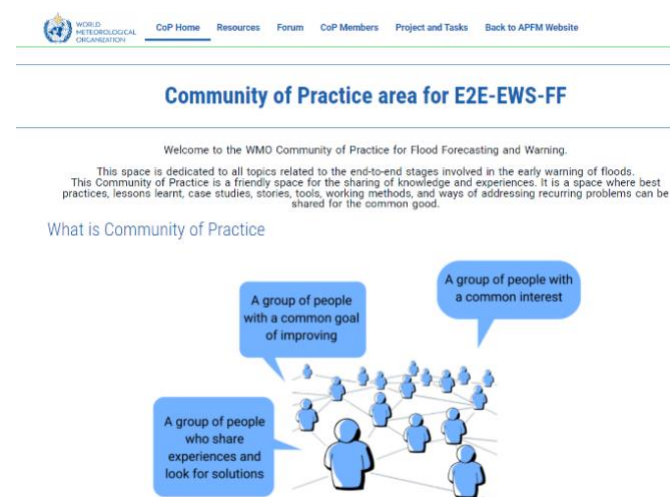 WORLD
METEOROLOGICAL
ORGANIZATION
CoP Home Resources Forum CoP Members Project and Tasks Back to APFM Website
Community of Practice area for E2E-EWS-FF
Welcome to the WMO Community of Practice for Flood Forecasting and Warning.
This space is dedicated to all topics related to the end-to-end stages involved in the early warning of floods.
This Community of Practice is a friendly space for the sharing of knowledge and experiences. It is a space where best
practices, lessons learnt, case studies, stories, tools, working methods, and ways of addressing recurring problems can be
shared for the common good.
What is Community of Practice
A group of people with
a common interest
A group of people
with a common goal
of improving
A group of people
who share
experiences and
look for solutions